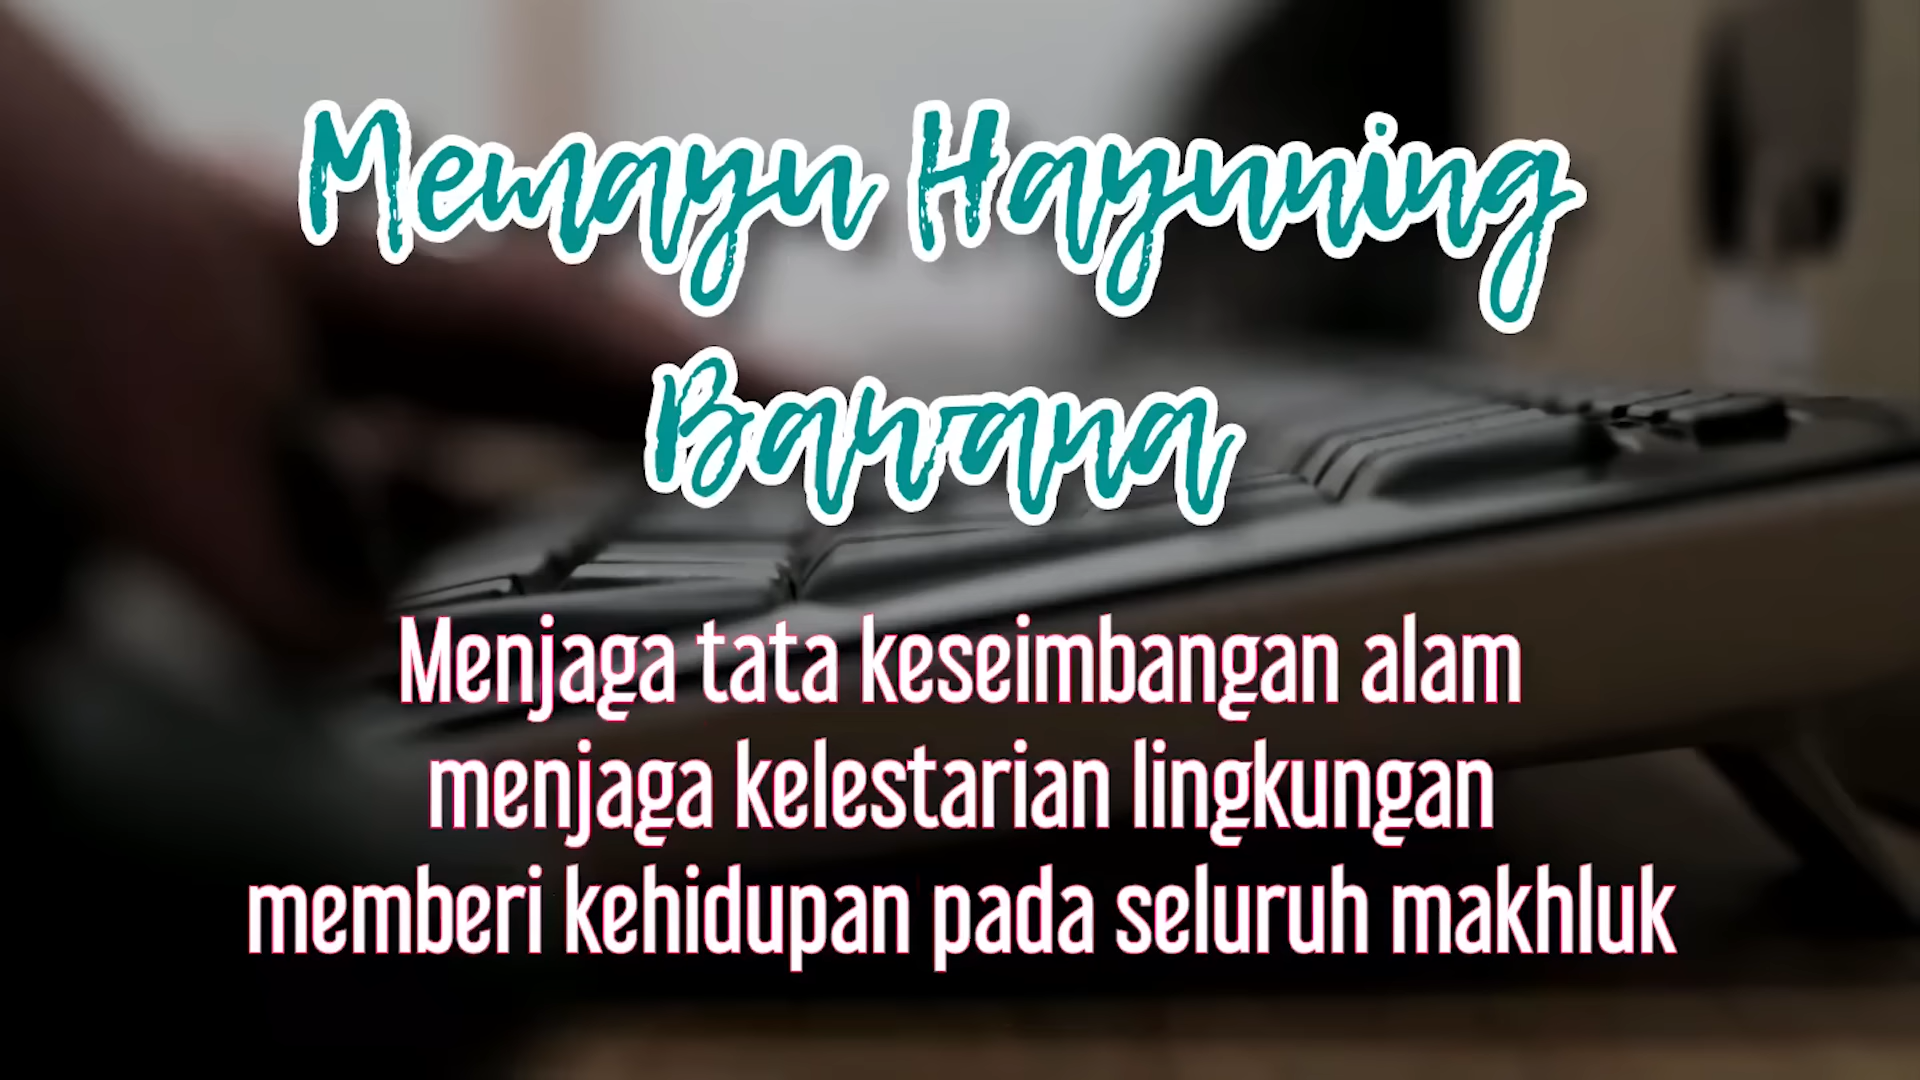 Memayu Hayuning
Bawana
Menjaga tata keseimbangan alam
menjaga kelestarian lingkungan
memberi kehidupan pada seluruh makhluk